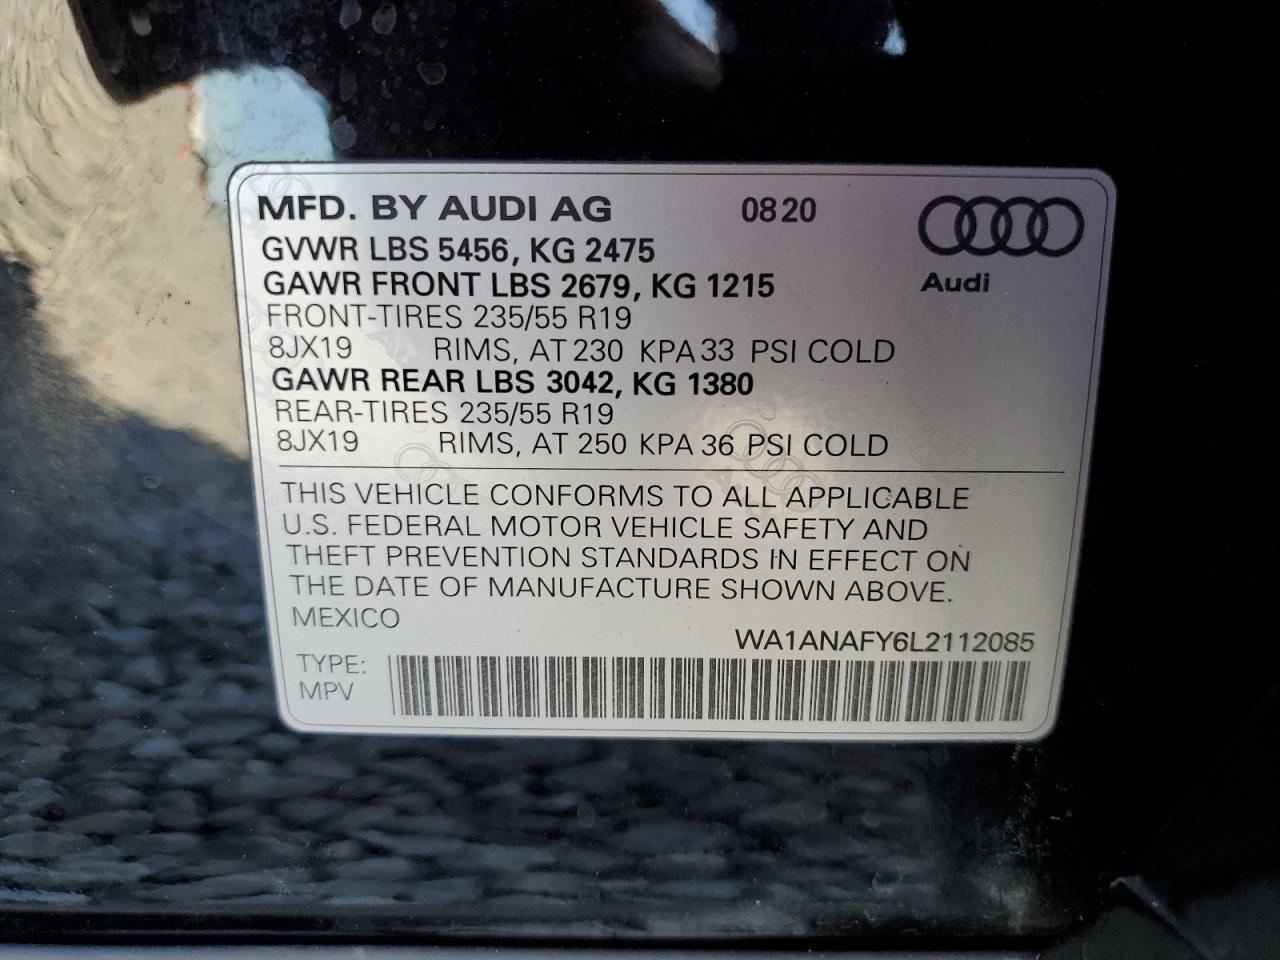 MFD. BY AUDI AG 0820
GVWR LBS 5456, KG 2475
GAWR FRONT LBS 2679, KG 1215
Audi
FRONT-TIRES 235/55 R19
8JX19 RIMS, AT 230 KPA 33 PSI COLD
GAWR REAR LBS 3042, KG 1380
REAR-TIRES 235/55 R19
8JX19 RIMS, AT 250 KPA 36 PSI COLD
THIS VEHICLE CONFORMS TO ALL APPLICABLE
U.S. FEDERAL MOTOR VEHICLE SAFETY AND
THEFT PREVENTION STANDARDS IN EFFECT ON
THE DATE OF MANUFACTURE SHOWN ABOVE.
MEXICO
WA1ANAFY6L2112085
TYPE:
MPV